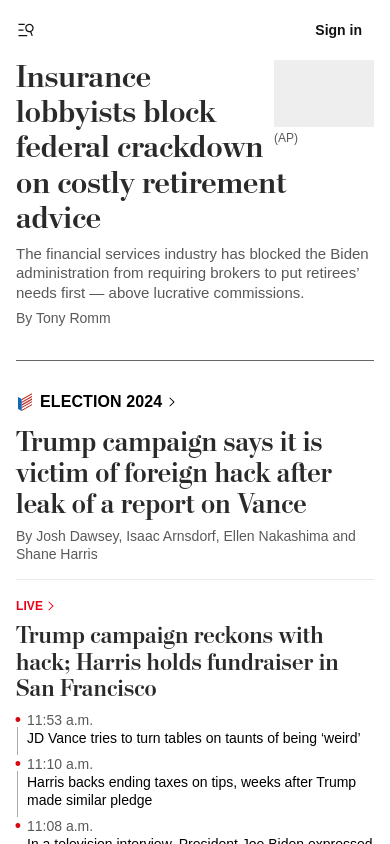 Sign in
Insurance
lobbyists block
federal crackdown
on costly retirement
advice
(AP)
The financial services industry has blocked the Biden
administration from requiring brokers to put retirees’
needs first — above lucrative commissions.
By Tony Romm
ELECTION 2024
Trump campaign says it is
victim of foreign hack after
leak of a report on Vance
By Josh Dawsey, Isaac Arnsdorf, Ellen Nakashima and
Shane Harris
LIVE
Trump campaign reckons with
hack; Harris holds fundraiser in
San Francisco
11:53 a.m.
JD Vance tries to turn tables on taunts of being ‘weird’
11:10 a.m.
Harris backs ending taxes on tips, weeks after Trump
made similar pledge
11:08 a.m.
In a television interview, President Joe Biden expressed